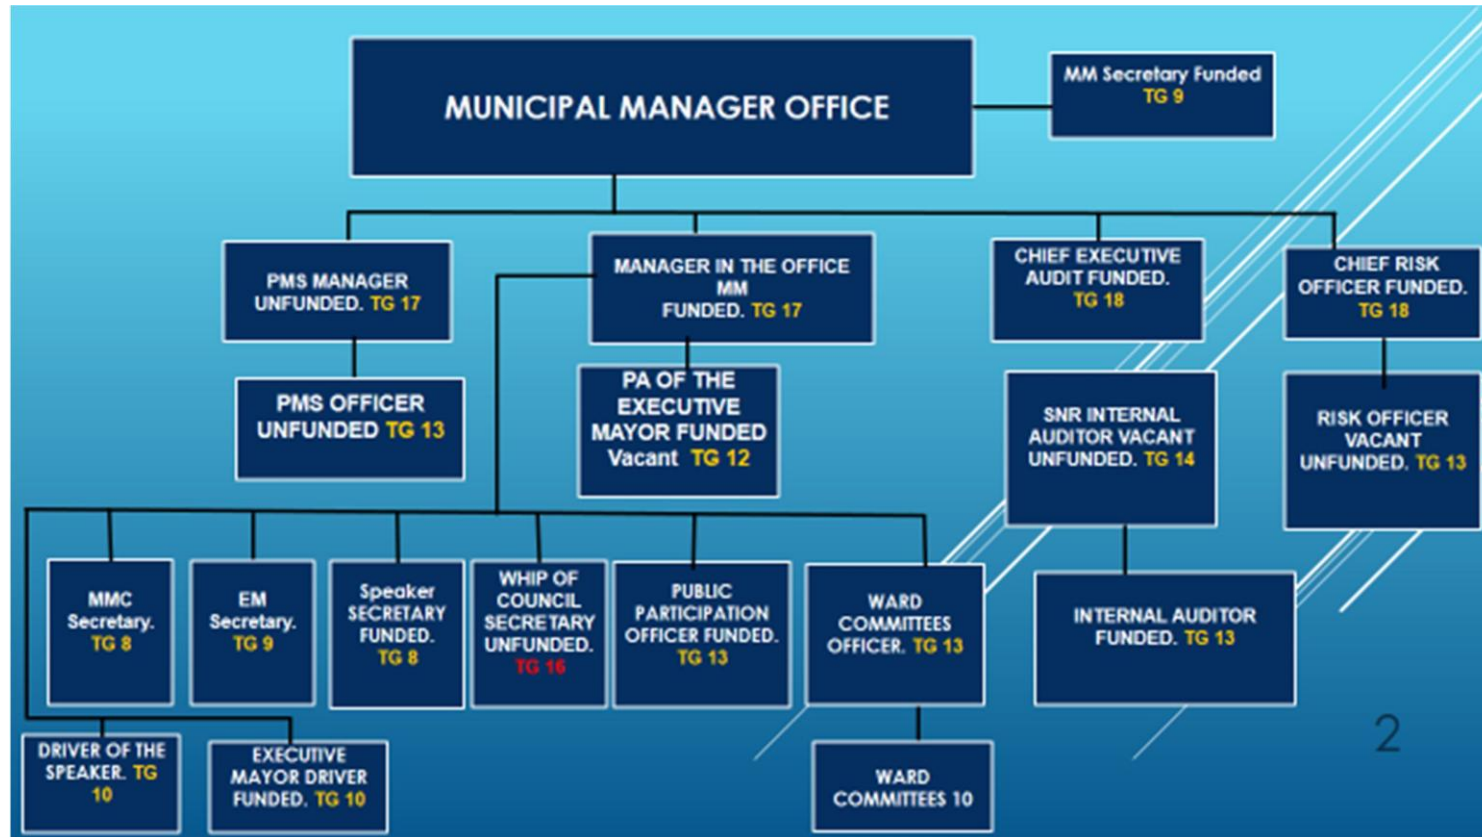 MUNICIPAL MANAGER OFFICE
MM Secretary Funded
TG 9
PMS MANAGER
UNFUNDED. TG 17
MANAGER IN THE OFFICE
MM
FUNDED. TG 17
CHIEF EXECUTIVE
AUDIT FUNDED.
TG 18
CHIEF RISK
OFFICER FUNDED.
TG 18
PMS OFFICER
UNFUNDED TG 13
PA OF THE
EXECUTIVE
MAYOR FUNDED
Vacant TG 12
SNR INTERNAL
AUDITOR VACANT
UNFUNDED. TG 14
RISK OFFICER
VACANT
UNFUNDED. TG 13
MMC
Secretary.
TG 8
EM
Secretary.
TG 9
Speaker
SECRETARY
FUNDED.
TG 8
WHIP OF
COUNCIL
SECRETARY
UNFUNDED.
TG 16
PUBLIC
PARTICIPATION
OFFICER FUNDED.
TG 13
WARD
COMMITTEES
OFFICER. TG 13
INTERNAL AUDITOR
FUNDED. TG 13
DRIVER OF THE
SPEAKER. TG
10
EXECUTIVE
MAYOR DRIVER
FUNDED. TG 10
WARD
COMMITTEES 10
2